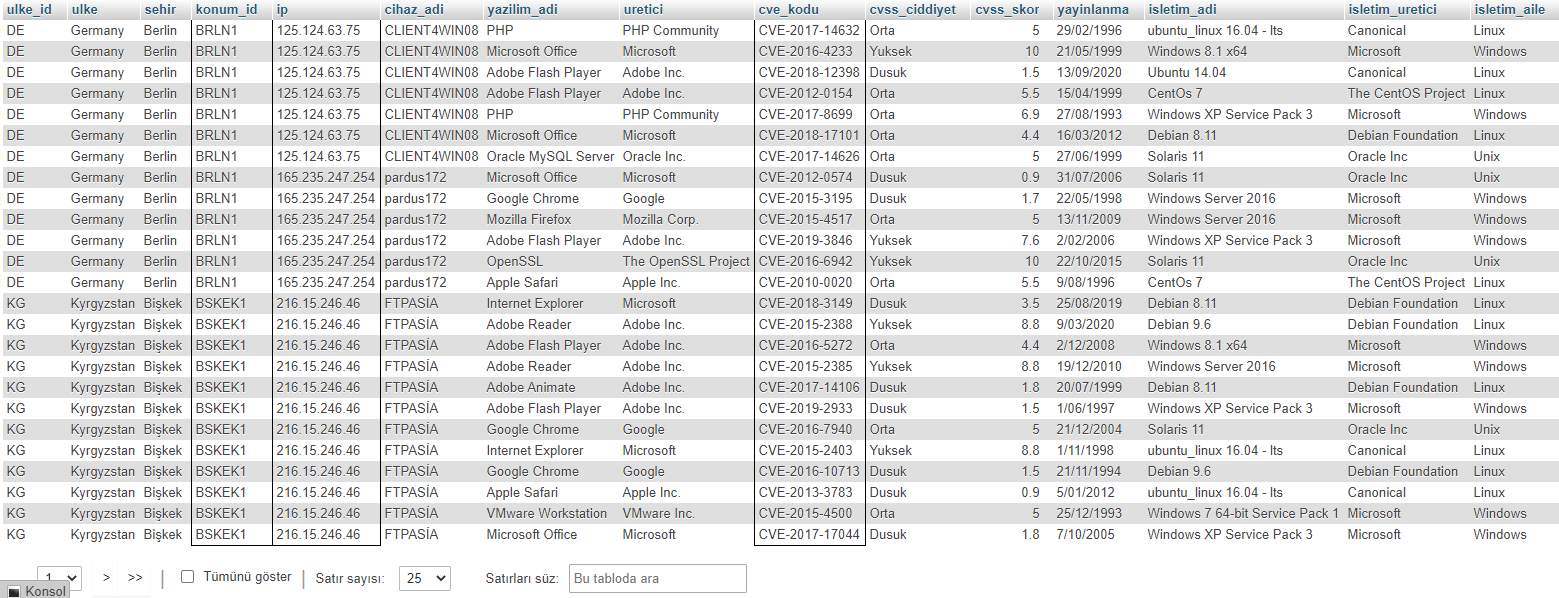 ulke_id ulke sehir konum_id ip cihaz_adi yazilim_adi uretici cve_kodu cvss_ciddiyet cvss_skor yayinlanma isletim_adi isletim_uretici isletim_aile
DE Germany Berlin BRLN1 125.124.63.75 CLIENT4WIN08 PHP PHP Community CVE-2017-14632 Orta 5 29/02/1996 ubuntu_linux 16.04 - lts Canonical Linux
DE Germany Berlin BRLN1 125.124.63.75 CLIENT4WIN08 Microsoft Office Microsoft CVE-2016-4233 Yuksek 10 21/05/1999 Windows 8.1 x64 Microsoft Windows
DE Germany Berlin BRLN1 125.124.63.75 CLIENT4WIN08 Adobe Flash Player Adobe Inc. CVE-2018-12398 Dusuk 1.5 13/09/2020 Ubuntu 14.04 Canonical Linux
DE Germany Berlin BRLN1 125.124.63.75 CLIENT4WIN08 Adobe Flash Player Adobe Inc. CVE-2012-0154 Orta 5.5 15/04/1999 CentOs 7 The CentOS Project Linux
DE Germany Berlin BRLN1 125.124.63.75 CLIENT4WIN08 PHP PHP Community CVE-2017-8699 Orta 6.9 27/08/1993 Windows XP Service Pack 3 Microsoft Windows
DE Germany Berlin BRLN1 125.124.63.75 CLIENT4WIN08 Microsoft Office Microsoft CVE-2018-17101 Orta 4.4 16/03/2012 Debian 8.11 Debian Foundation Linux
DE Germany Berlin BRLN1 125.124.63.75 CLIENT4WIN08 Oracle MySQL Server Oracle Inc. CVE-2017-14626 Orta 5 27/06/1999 Solaris 11 Oracle Inc Unix
DE Germany Berlin BRLN1 165.235.247.254 pardus172 Microsoft Office Microsoft CVE-2012-0574 Dusuk 0.9 31/07/2006 Solaris 11 Oracle Inc Unix
DE Germany Berlin BRLN1 165.235.247.254 pardus172 Google Chrome Google CVE-2015-3195 Dusuk 1.7 22/05/1998 Windows Server 2016 Microsoft Windows
DE Germany Berlin BRLN1 165.235.247.254 pardus172 Mozilla Firefox Mozilla Corp. CVE-2015-4517 Orta 5 13/11/2009 Windows Server 2016 Microsoft Windows
DE Germany Berlin BRLN1 165.235.247.254 pardus172 Adobe Flash Player Adobe Inc. CVE-2019-3846 Yuksek 7.6 2/02/2006 Windows XP Service Pack 3 Microsoft Windows
DE Germany Berlin BRLN1 165.235.247.254 pardus172 OpenSSL The OpenSSL Project CVE-2016-6942 Yuksek 10 22/10/2015 Solaris 11 Oracle Inc Unix
DE Germany Berlin BRLN1 165.235.247.254 pardus172 Apple Safari Apple Inc. CVE-2010-0020 Orta 5.5 9/08/1996 CentOs 7 The CentOS Project Linux
KG Kyrgyzstan Bişkek BSKEK1 216.15.246.46 FTPASİA Internet Explorer Microsoft CVE-2018-3149 Dusuk 3.5 25/08/2019 Debian 8.11 Debian Foundation Linux
KG Kyrgyzstan Bişkek BSKEK1 216.15.246.46 FTPASİA Adobe Reader Adobe Inc. CVE-2015-2388 Yuksek 8.8 9/03/2020 Debian 9.6 Debian Foundation Linux
KG Kyrgyzstan Bişkek BSKEK1 216.15.246.46 FTPASİA Adobe Flash Player Adobe Inc. CVE-2016-5272 Orta 4.4 2/12/2008 Windows 8.1 x64 Microsoft Windows
KG Kyrgyzstan Bişkek BSKEK1 216.15.246.46 FTPASİA Adobe Reader Adobe Inc. CVE-2015-2385 Yuksek 8.8 19/12/2010 Windows Server 2016 Microsoft Windows
KG Kyrgyzstan Bişkek BSKEK1 216.15.246.46 FTPASİA Adobe Animate Adobe Inc. CVE-2017-14106 Dusuk 1.8 20/07/1999 Debian 8.11 Debian Foundation Linux
KG Kyrgyzstan Bişkek BSKEK1 216.15.246.46 FTPASİA Adobe Flash Player Adobe Inc. CVE-2019-2933 Dusuk 1.5 1/06/1997 Windows XP Service Pack 3 Microsoft Windows
KG Kyrgyzstan Bişkek BSKEK1 216.15.246.46 FTPASİA Google Chrome Google CVE-2016-7940 Orta 5 21/12/2004 Solaris 11 Oracle Inc Unix
KG Kyrgyzstan Bişkek BSKEK1 216.15.246.46 FTPASİA Internet Explorer Microsoft CVE-2015-2403 Yuksek 8.8 1/11/1998 ubuntu_linux 16.04 - lts Canonical Linux
KG Kyrgyzstan Bişkek BSKEK1 216.15.246.46 FTPASİA Google Chrome Google CVE-2016-10713 Dusuk 1.5 21/11/1994 Debian 9.6 Debian Foundation Linux
KG Kyrgyzstan Bişkek BSKEK1 216.15.246.46 FTPASİA Apple Safari Apple Inc. CVE-2013-3783 Dusuk 0.9 5/01/2012 ubuntu_linux 16.04 - lts Canonical Linux
KG Kyrgyzstan Bişkek BSKEK1 216.15.246.46 FTPASİA VMware Workstation VMware Inc. CVE-2015-4500 Orta 5 25/12/1993 Windows 7 64-bit Service Pack 1 Microsoft Windows
KG Kyrgyzstan Bişkek BSKEK1 216.15.246.46 FTPASİA Microsoft Office Microsoft CVE-2017-17044 Dusuk 1.8 7/10/2005 Windows XP Service Pack 3 Microsoft Windows
1 > >> | Tümünü göster | Satır sayısı: 25 Satırları süz: Bu tabloda ara
Konsol